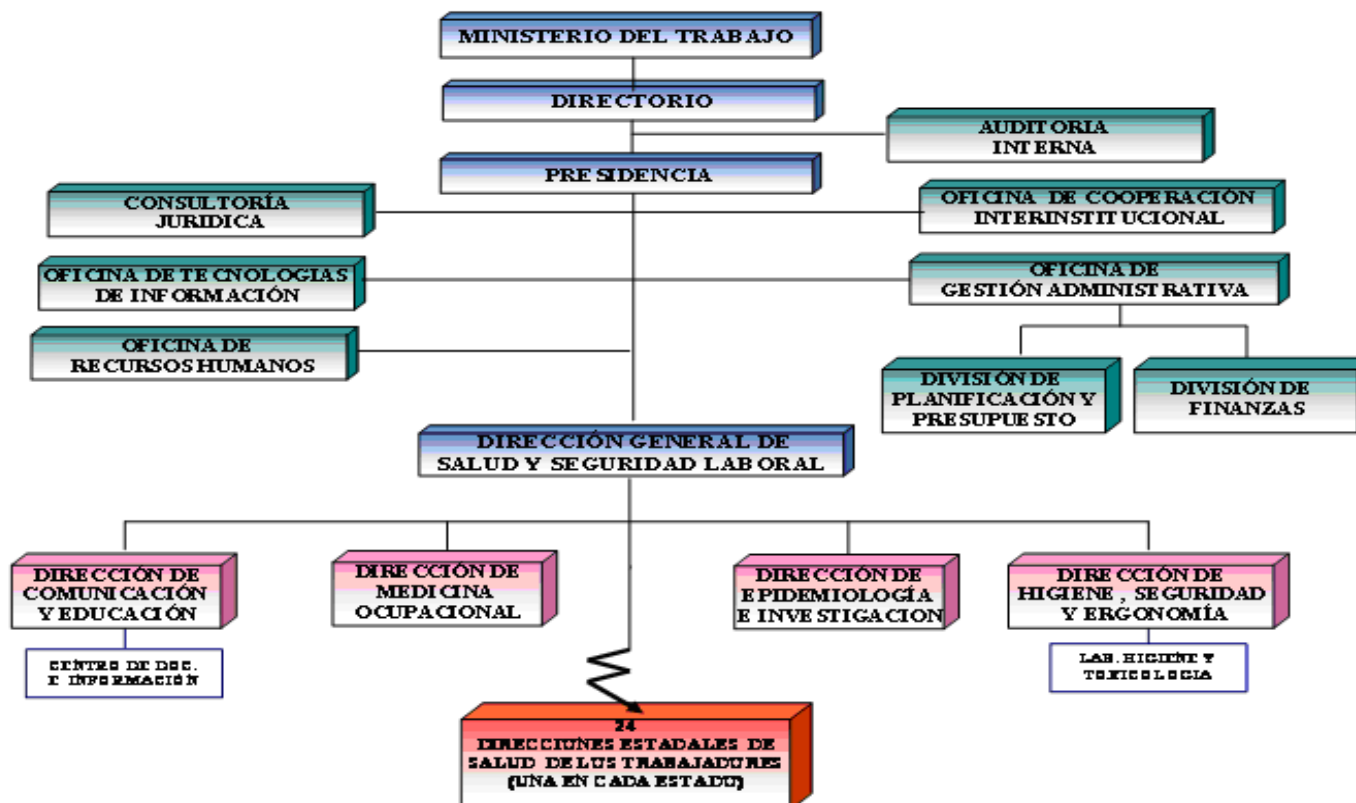 MINISTERIO DEL TRABAJO
DIRECTORIO
AUDITORIA
INTERNA
PRESIDENCIA
CONSULTORÍA
JURIDICA
OFICINA DE COOPERACIÓN
INTERINSTITUCIONAL
OFICINA DE TECNOLOGIAS
DE INFORMACIÓN
OFICINA DE
GESTIÓN ADMINISTRATIVA
OFICINA DE
RECURSOS HUMANOS
DIVISIÓN DE
PLANIFICACIÓN Y
PRESUPUESTO
DIVISIÓN DE
FINANZAS
DIRECCIÓN GENERAL DE
SALUD Y SEGURIDAD LABORAL
DIRECCIÓN DE
COMUNICACIÓN
Y EDUCACIÓN
DIRECCIÓN DE
MEDICINA
OCUPACIONAL
DIRECCIÓN DE
EPIDEMIOLOGÍA
E INVESTIGACION
DIRECCIÓN DE
HIGIENE , SEGURIDAD
Y ERGONOMÍA
CENTRO DE DOC.
E INFORMACIÓN
LAB. HIGIENE Y
TOXICOLOGIA
24
DIRECCIONES ESTADALES DE
SALUD DE LOS TRABAJADORES
(UNA EN CADA ESTADO)